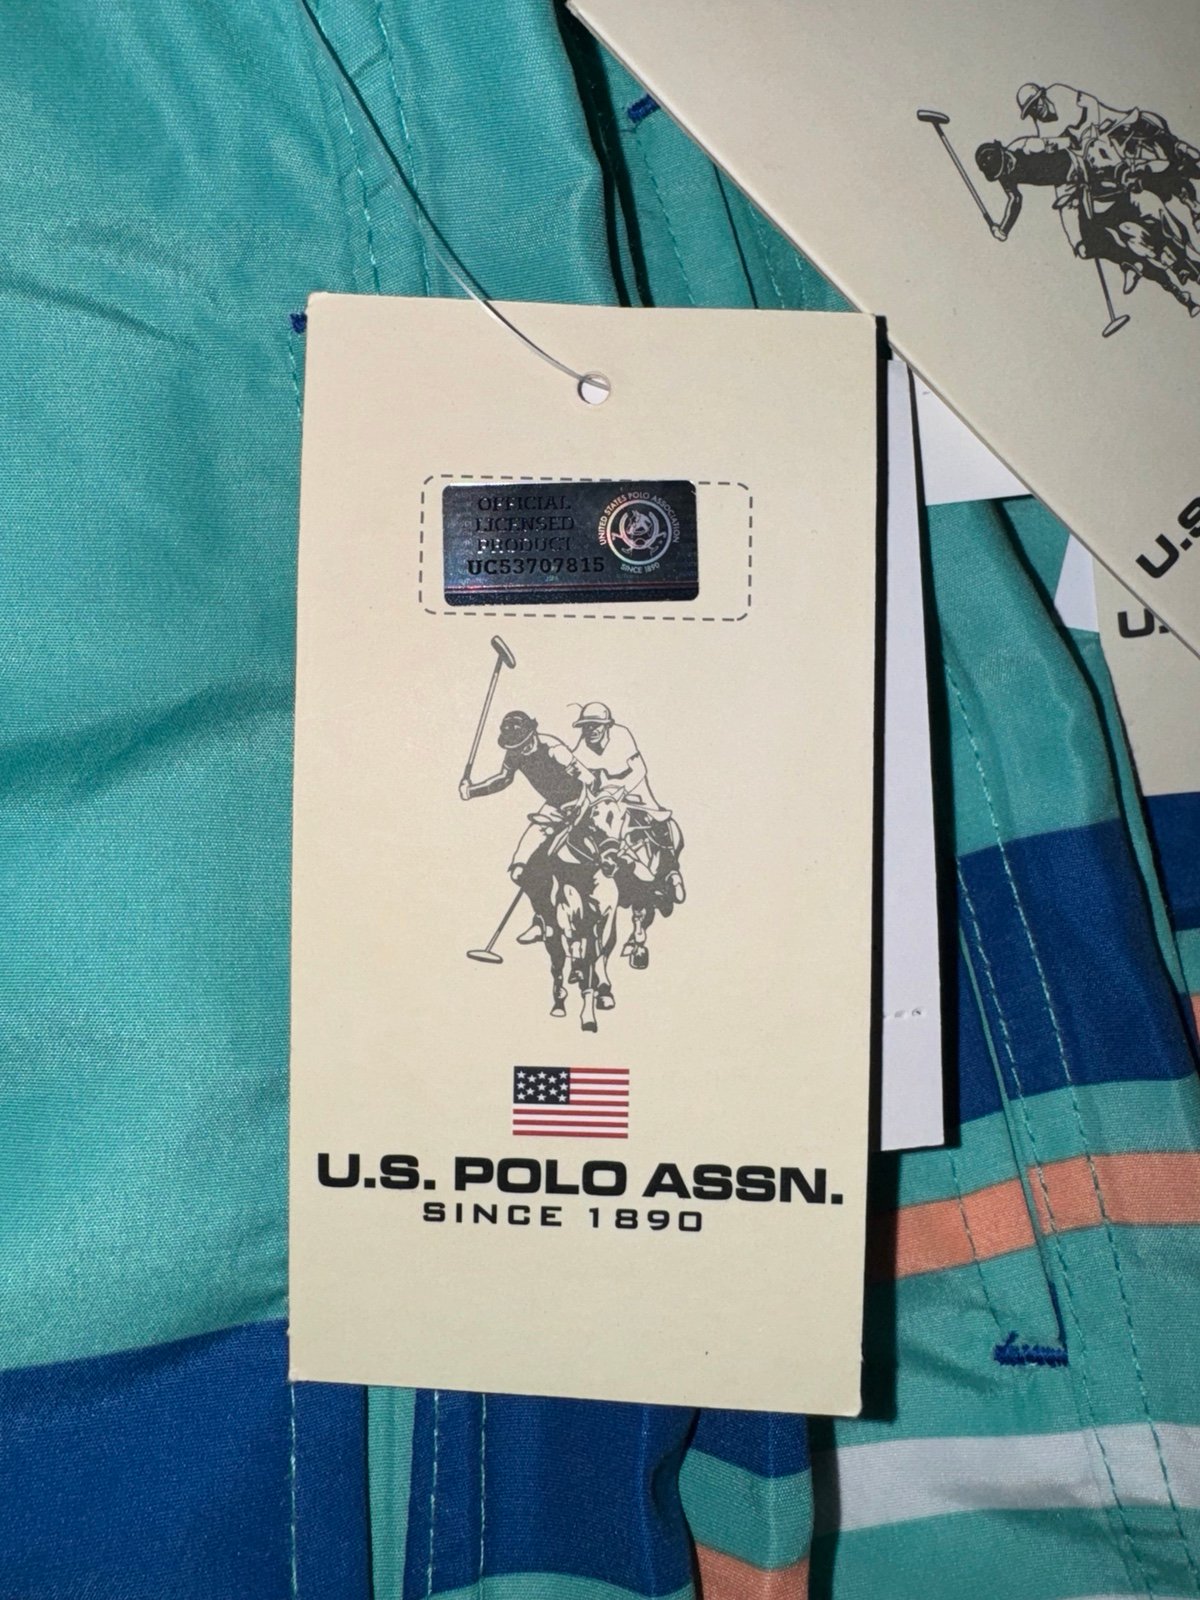 OFFICIAL
LICENSED
PRODUCT
UC53707815
UNITED STATES POLO ASSOCIATION
SINCE 1890
U.S. POLO ASSN.
SINCE 1890
U.S
U.